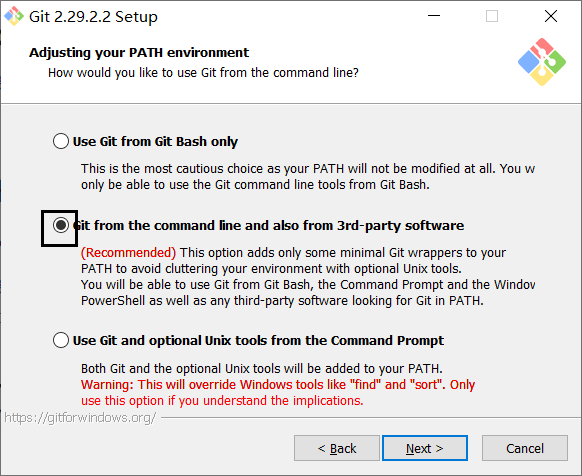 Git 2.29.2.2 Setup
Adjusting your PATH environment
How would you like to use Git from the command line?
Use Git from Git Bash only
This is the most cautious choice as your PATH will not be modified at all. You w
only be able to use the Git command line tools from Git Bash.
Git from the command line and also from 3rd-party software
(Recommended) This option adds only some minimal Git wrappers to your
PATH to avoid cluttering your environment with optional Unix tools.
You will be able to use Git from Git Bash, the Command Prompt and the Window
PowerShell as well as any third-party software looking for Git in PATH.
Use Git and optional Unix tools from the Command Prompt
Both Git and the optional Unix tools will be added to your PATH.
Warning: This will override Windows tools like "find" and "sort". Only
use this option if you understand the implications.
https://gitforwindows.org/
< Back Next > Cancel